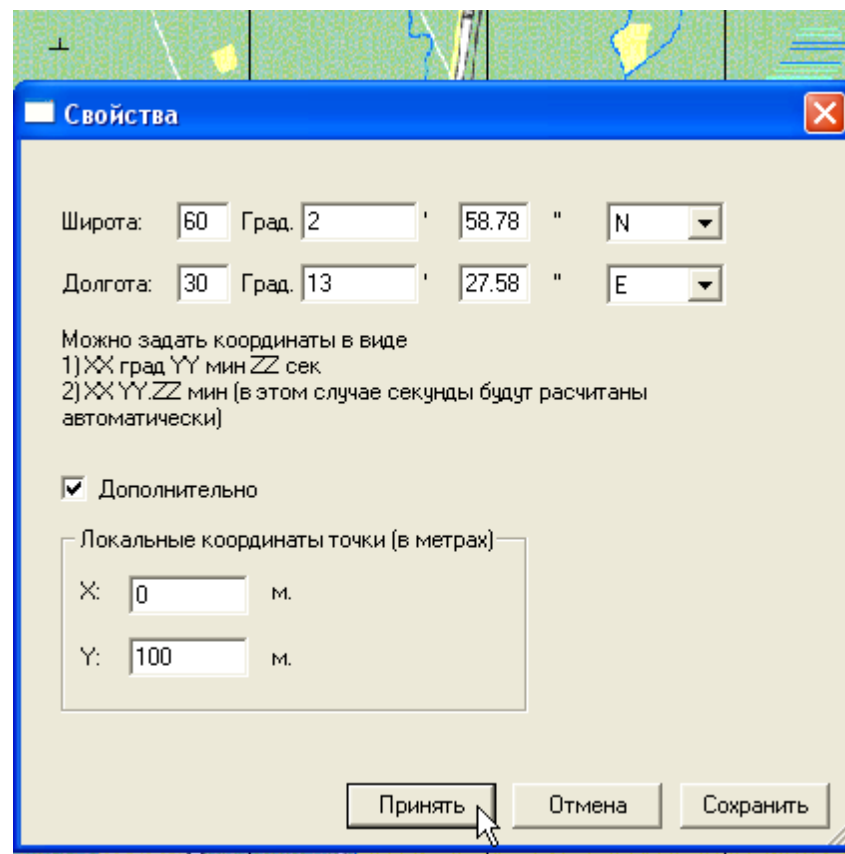 Свойства
Широта: 60 Град. 2 ' 58.78 " N
Долгота: 30 Град. 13 ' 27.58 " E
Можно задать координаты в виде
1) XX град YY мин ZZ сек
2) XX YY.ZZ мин (в этом случае секунды будут расчитаны
автоматически)
Дополнительно
Локальные координаты точки (в метрах)
X: 0 м.
Y: 100 м.
Принять Отмена Сохранить